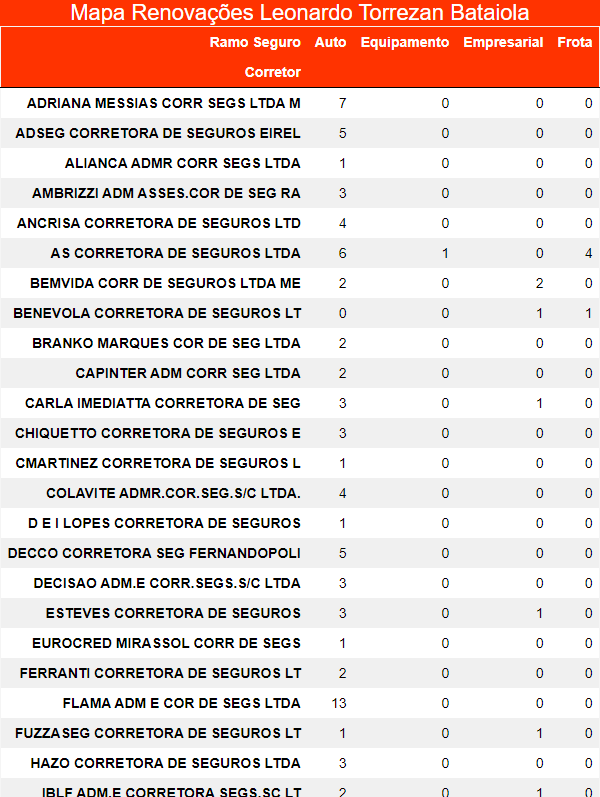 Mapa Renovações Leonardo Torrezan Bataiola
Ramo Seguro Auto Equipamento Empresarial Frota
Corretor
ADRIANA MESSIAS CORR SEGS LTDA M 7 0 0 0
ADSEG CORRETORA DE SEGUROS EIREL 5 0 0 0
ALIANCA ADMR CORR SEGS LTDA 1 0 0 0
AMBRIZZI ADM ASSES.COR DE SEG RA 3 0 0 0
ANCRISA CORRETORA DE SEGUROS LTD 4 0 0 0
AS CORRETORA DE SEGUROS LTDA 6 1 0 4
BEMVIDA CORR DE SEGUROS LTDA ME 2 0 2 0
BENEVOLA CORRETORA DE SEGUROS LT 0 0 1 1
BRANKO MARQUES COR DE SEG LTDA 2 0 0 0
CAPINTER ADM CORR SEG LTDA 2 0 0 0
CARLA IMEDIATTA CORRETORA DE SEG 3 0 1 0
CHIQUETTO CORRETORA DE SEGUROS E 3 0 0 0
CMARTINEZ CORRETORA DE SEGUROS L 1 0 0 0
COLAVITE ADMR.COR.SEG.S/C LTDA. 4 0 0 0
D E I LOPES CORRETORA DE SEGUROS 1 0 0 0
DECCO CORRETORA SEG FERNANDOPOLI 5 0 0 0
DECISAO ADM.E CORR.SEGS.S/C LTDA 3 0 0 0
ESTEVES CORRETORA DE SEGUROS 3 0 1 0
EUROCRED MIRASSOL CORR DE SEGS 1 0 0 0
FERRANTI CORRETORA DE SEGUROS LT 2 0 0 0
FLAMA ADM E COR DE SEGS LTDA 13 0 0 0
FUZZASEG CORRETORA DE SEGUROS LT 1 0 1 0
HAZO CORRETORA DE SEGUROS LTDA 3 0 0 0
IBLF ADM.E CORRETORA SEGS.SC LT 2 0 1 0